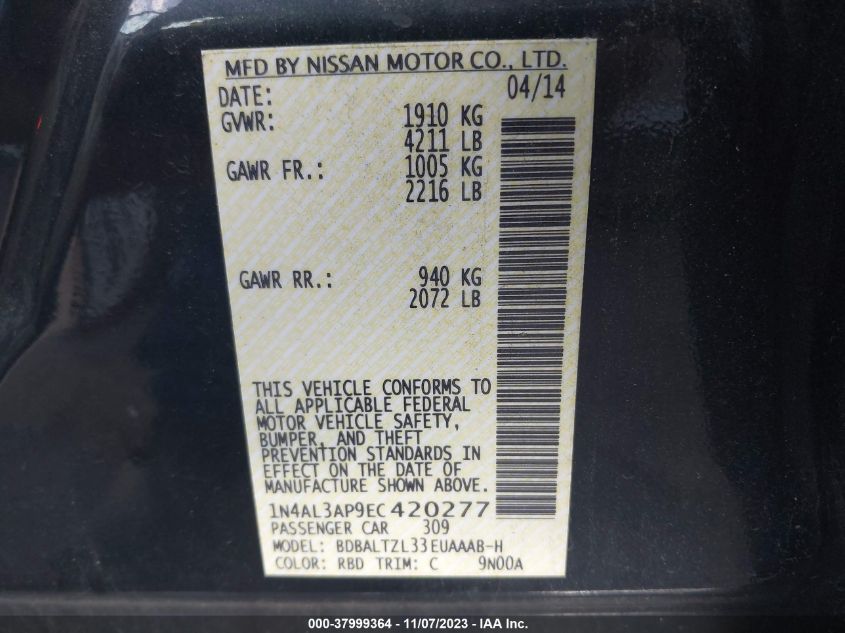 MFD BY NISSAN MOTOR CO., LTD.
DATE: 04/14
GVWR: 1910 KG
4211 LB
GAWR FR.: 1005 KG
2216 LB
GAWR RR.: 940 KG
2072 LB
THIS VEHICLE CONFORMS TO
ALL APPLICABLE FEDERAL
MOTOR VEHICLE SAFETY,
BUMPER, AND THEFT
PREVENTION STANDARDS IN
EFFECT ON THE DATE OF
MANUFACTURE SHOWN ABOVE.
1N4AL3AP9EC420277
PASSENGER CAR 309
MODEL: BDBALTZL33EUAAAB-H
COLOR: RBD TRIM: C 9N00A
000-37999364 - 11/07/2023 - IAA Inc.